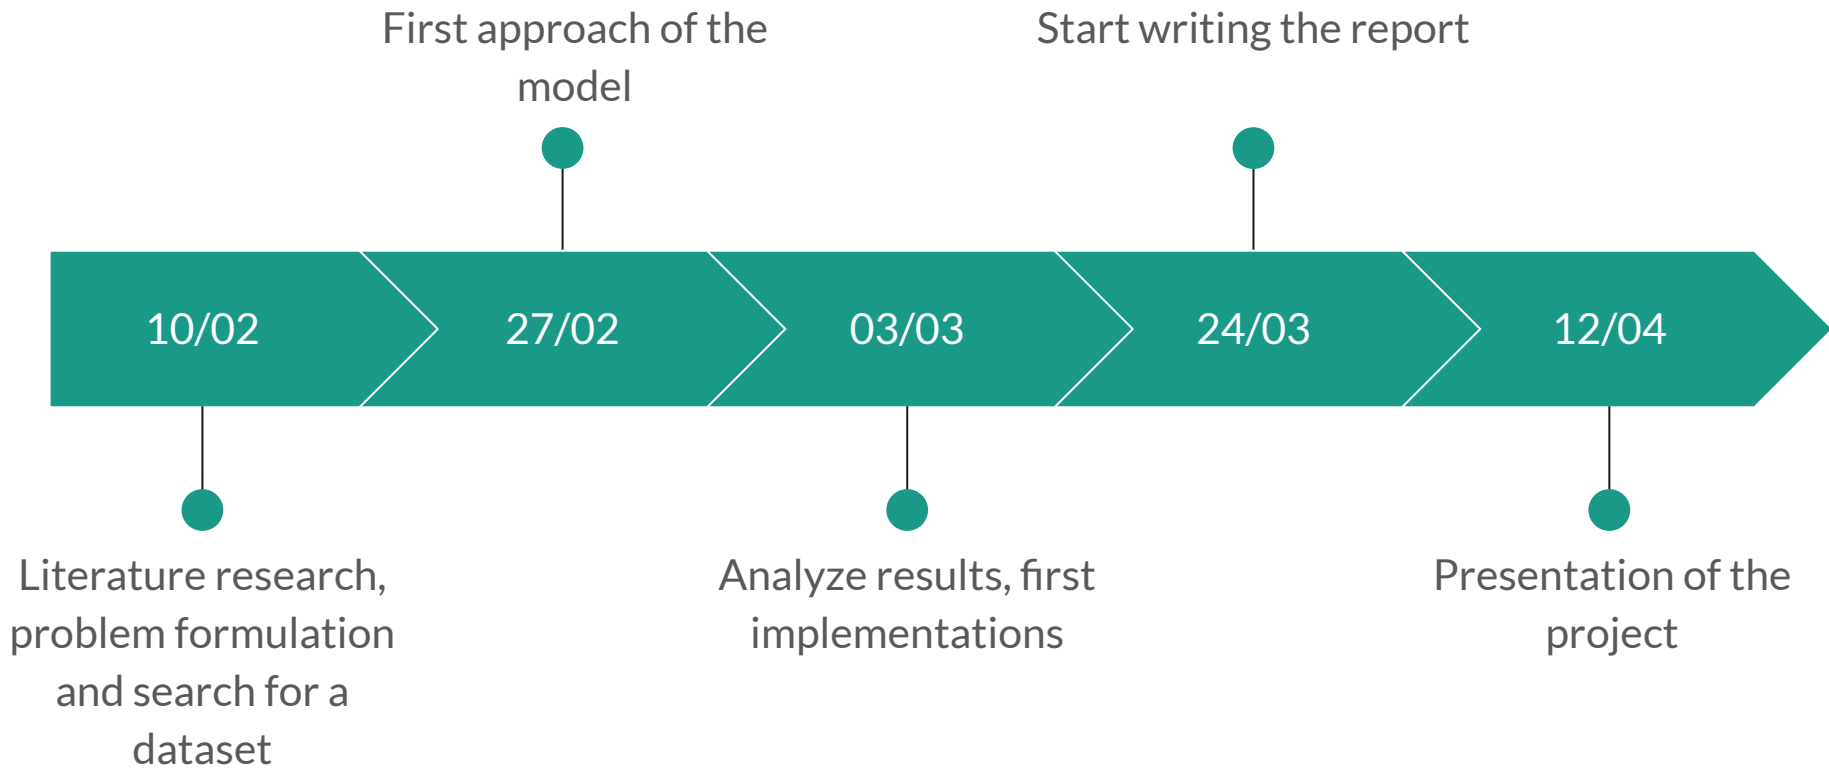 First approach of the
model
Start writing the report
10/02
27/02
03/03
24/03
12/04
Literature research,
problem formulation
and search for a
dataset
Analyze results, first
implementations
Presentation of the
project